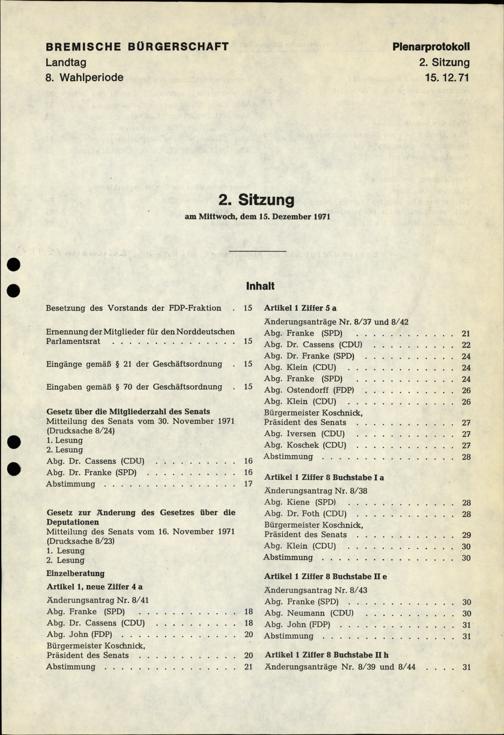 BREMISCHE BÜRGERSCHAFT
Landtag
8. Wahlperiode
Plenarprotokoll
2. Sitzung
15. 12. 71
2. Sitzung
am Mittwoch, dem 15. Dezember 1971
Inhalt
Besetzung des Vorstands der FDP-Fraktion . 15
Ernennung der Mitglieder für den Norddeutschen
Parlamentsrat . . . . . . . . . . . . . . 15
Eingänge gemäß § 21 der Geschäftsordnung . 15
Eingaben gemäß § 70 der Geschäftsordnung . 15
Gesetz über die Mitgliederzahl des Senats
Mitteilung des Senats vom 30. November 1971
(Drucksache 8/24)
1. Lesung
2. Lesung
Abg. Dr. Cassens (CDU) . . . . . . . . . 16
Abg. Dr. Franke (SPD) . . . . . . . . . . 16
Abstimmung . . . . . . . . . . . . . . . 17
Gesetz zur Änderung des Gesetzes über die
Deputationen
Mitteilung des Senats vom 16. November 1971
(Drucksache 8/23)
1. Lesung
2. Lesung
Einzelberatung
Artikel 1, neue Ziffer 4 a
Änderungsantrag Nr. 8/41
Abg. Franke (SPD) . . . . . . . . . . . . 18
Abg. Dr. Cassens (CDU) . . . . . . . . . 18
Abg. John (FDP) . . . . . . . . . . . . . 20
Bürgermeister Koschnick,
Präsident des Senats . . . . . . . . . . . 20
Abstimmung . . . . . . . . . . . . . . . 21
Artikel 1 Ziffer 5 a
Änderungsanträge Nr. 8/37 und 8/42
Abg. Franke (SPD) . . . . . . . . . . . 21
Abg. Dr. Cassens (CDU) . . . . . . . . . 22
Abg. Dr. Franke (SPD) . . . . . . . . . . 24
Abg. Klein (CDU) . . . . . . . . . . . . 24
Abg. Franke (SPD) . . . . . . . . . . . 24
Abg. Ostendorff (FDP) . . . . . . . . . . 26
Abg. Klein (CDU) . . . . . . . . . . . . 26
Bürgermeister Koschnick,
Präsident des Senats . . . . . . . . . . . 27
Abg. Iversen (CDU) . . . . . . . . . . . 27
Abg. Koschek (CDU) . . . . . . . . . . . 27
Abstimmung . . . . . . . . . . . . . . . 28
Artikel 1 Ziffer 8 Buchstabe I a
Änderungsantrag Nr. 8/38
Abg. Kiene (SPD) . . . . . . . . . . . . 28
Abg. Dr. Foth (CDU) . . . . . . . . . . . 28
Bürgermeister Koschnick,
Präsident des Senats . . . . . . . . . . . 29
Abg. Klein (CDU) . . . . . . . . . . . . 30
Abstimmung . . . . . . . . . . . . . . . 30
Artikel 1 Ziffer 8 Buchstabe II e
Änderungsantrag Nr. 8/43
Abg. Franke (SPD) . . . . . . . . . . . . 30
Abg. Neumann (CDU) . . . . . . . . . . 30
Abg. John (FDP) . . . . . . . . . . . . . 31
Abstimmung . . . . . . . . . . . . . . . 31
Artikel 1 Ziffer 8 Buchstabe II h
Änderungsanträge Nr. 8/39 und 8/44 . . . . 31